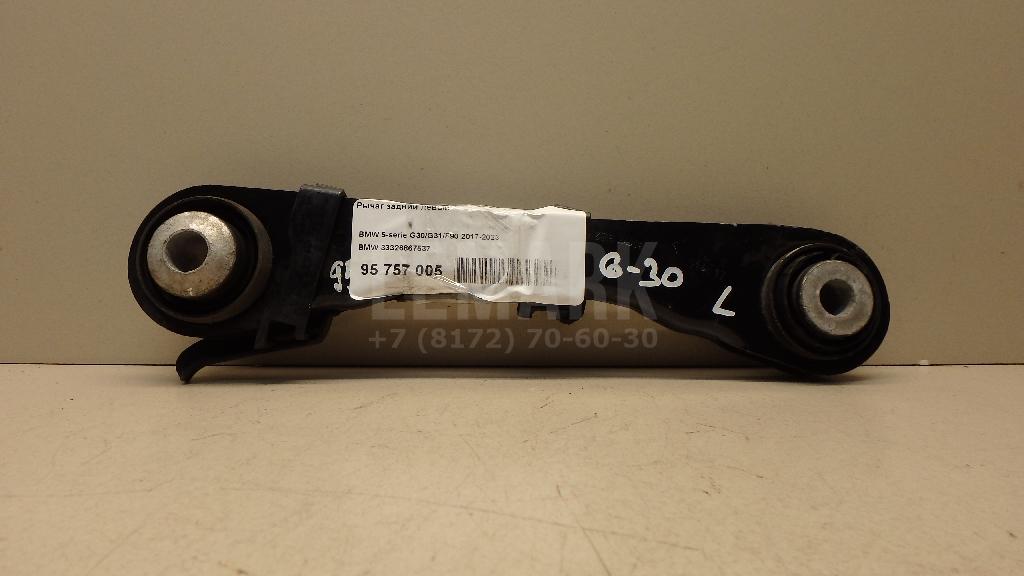 Рычаг задний левый
BMW 5-serie G30/G31/F90 2017-2023
BMW 33326867537
95 757 005
G-30
L
LEMARK
+7 (8172) 70-60-30